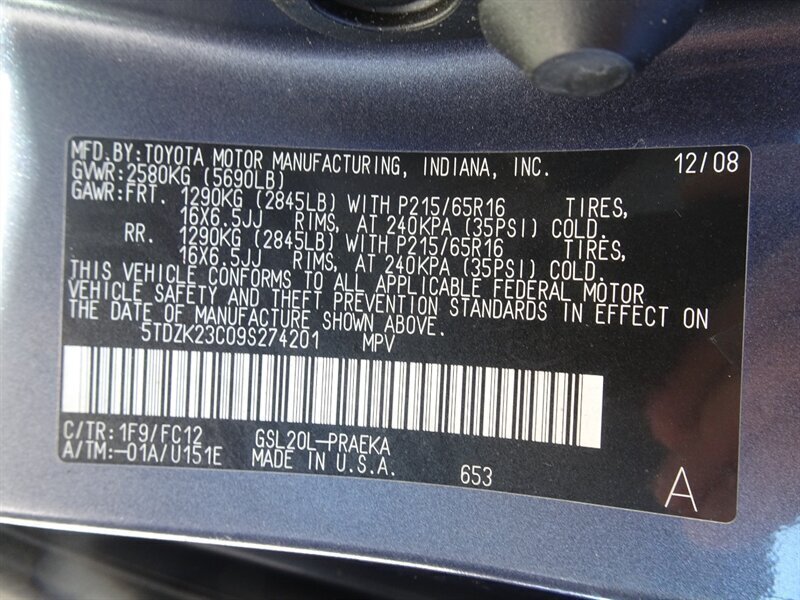 MFD.BY:TOYOTA MOTOR MANUFACTURING, INDIANA, INC. 12/08
GVWR:2580KG (5690LB)
GAWR:FRT. 1290KG (2845LB) WITH P215/65R16 TIRES,
16X6.5JJ RIMS, AT 240KPA (35PSI) COLD.
RR. 1290KG (2845LB) WITH P215/65R16 TIRES,
16X6.5JJ RIMS, AT 240KPA (35PSI) COLD.
THIS VEHICLE CONFORMS TO ALL APPLICABLE FEDERAL MOTOR
VEHICLE SAFETY AND THEFT PREVENTION STANDARDS IN EFFECT ON
THE DATE OF MANUFACTURE SHOWN ABOVE.
5TDZK23C09S274201 MPV
C/TR:1F9/FC12 GSL20L-PRAEKA
A/TM:-01A/U151E MADE IN U.S.A. 653 A